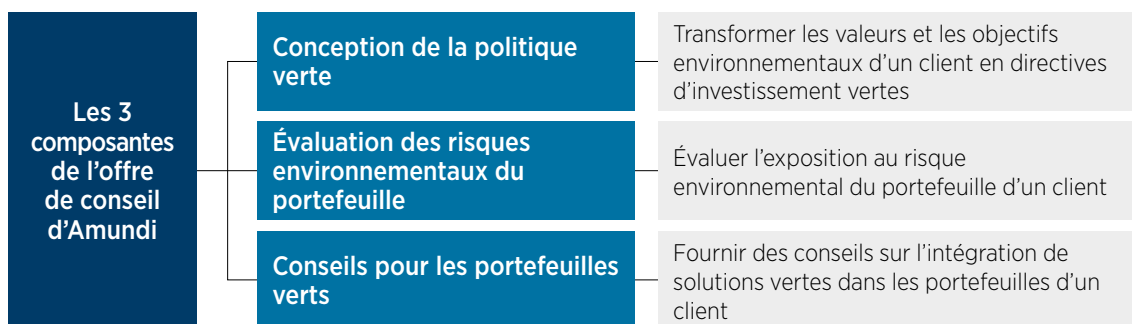 Les 3
composantes
de l’offre
de conseil
d’Amundi
Conception de la politique
verte
Transformer les valeurs et les objectifs
environnementaux d’un client en directives
d’investissement vertes
Évaluation des risques
environnementaux du
portefeuille
Évaluer l’exposition au risque
environnemental du portefeuille d’un client
Conseils pour les portefeuilles
verts
Fournir des conseils sur l’intégration de
solutions vertes dans les portefeuilles d’un
client